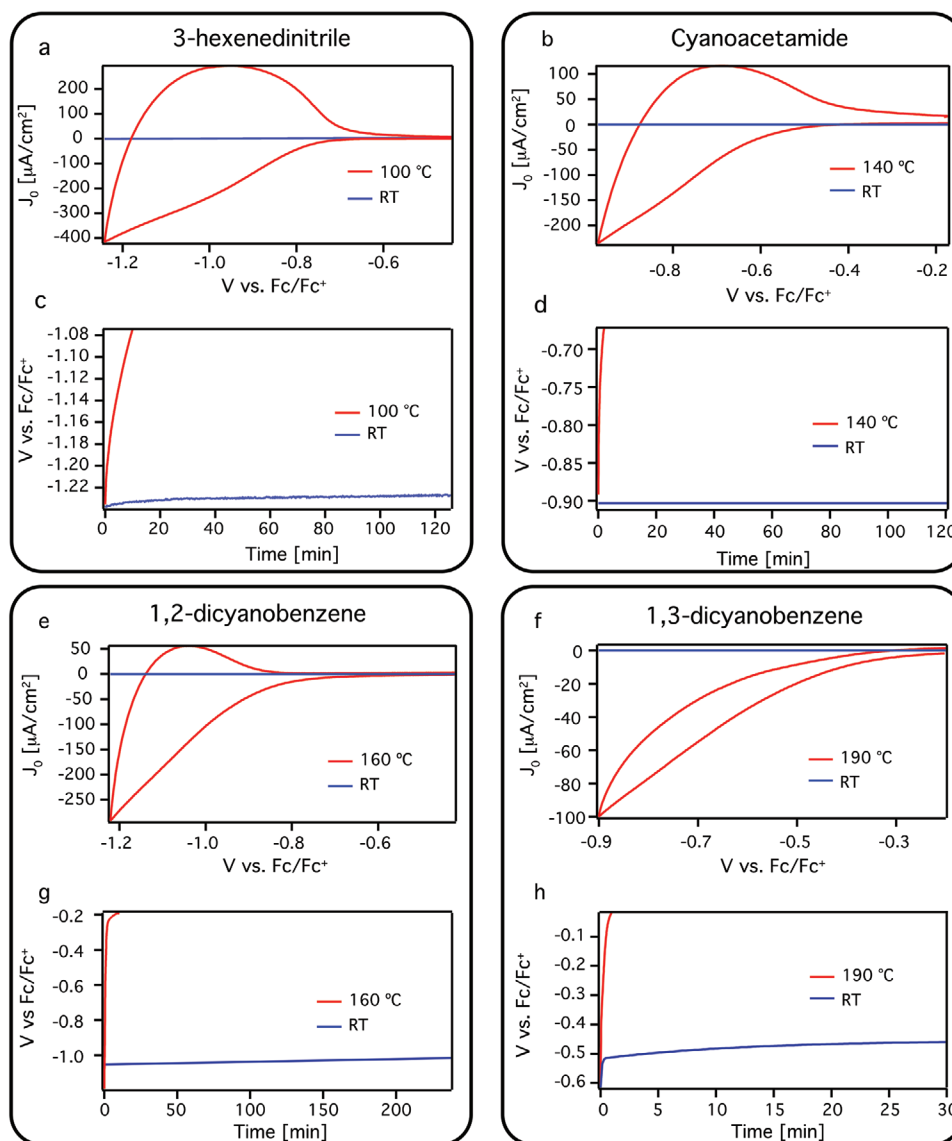 a
3-hexenedinitrile
J₀ [µA/cm²]
200
100
0
-100
-200
-300
-400
100 ºC
RT
-1.2 -1.0 -0.8 -0.6
V vs. Fc/Fc⁺
c
V vs. Fc/Fc⁺
-1.08
-1.10
-1.12
-1.14
-1.16
-1.18
-1.20
-1.22
100 ºC
RT
0 20 40 60 80 100 120
Time [min]
b
Cyanoacetamide
J₀ [µA/cm²]
100
50
0
-50
-100
-150
-200
140 ºC
RT
-0.8 -0.6 -0.4 -0.2
V vs. Fc/Fc⁺
d
V vs. Fc/Fc⁺
-0.70
-0.75
-0.80
-0.85
-0.90
140 ºC
RT
0 20 40 60 80 100 120
Time [min]
e
1,2-dicyanobenzene
J₀ [µA/cm²]
50
0
-50
-100
-150
-200
-250
160 ºC
RT
-1.2 -1.0 -0.8 -0.6
V vs. Fc/Fc⁺
g
V vs Fc/Fc⁺
-0.2
-0.4
-0.6
-0.8
-1.0
160 ºC
RT
0 50 100 150 200
Time [min]
f
1,3-dicyanobenzene
J₀ [µA/cm²]
0
-20
-40
-60
-80
-100
190 ºC
RT
-0.9 -0.7 -0.5 -0.3
V vs. Fc/Fc⁺
h
V vs. Fc/Fc⁺
-0.1
-0.2
-0.3
-0.4
-0.5
-0.6
190 ºC
RT
0 5 10 15 20 25 30
Time [min]